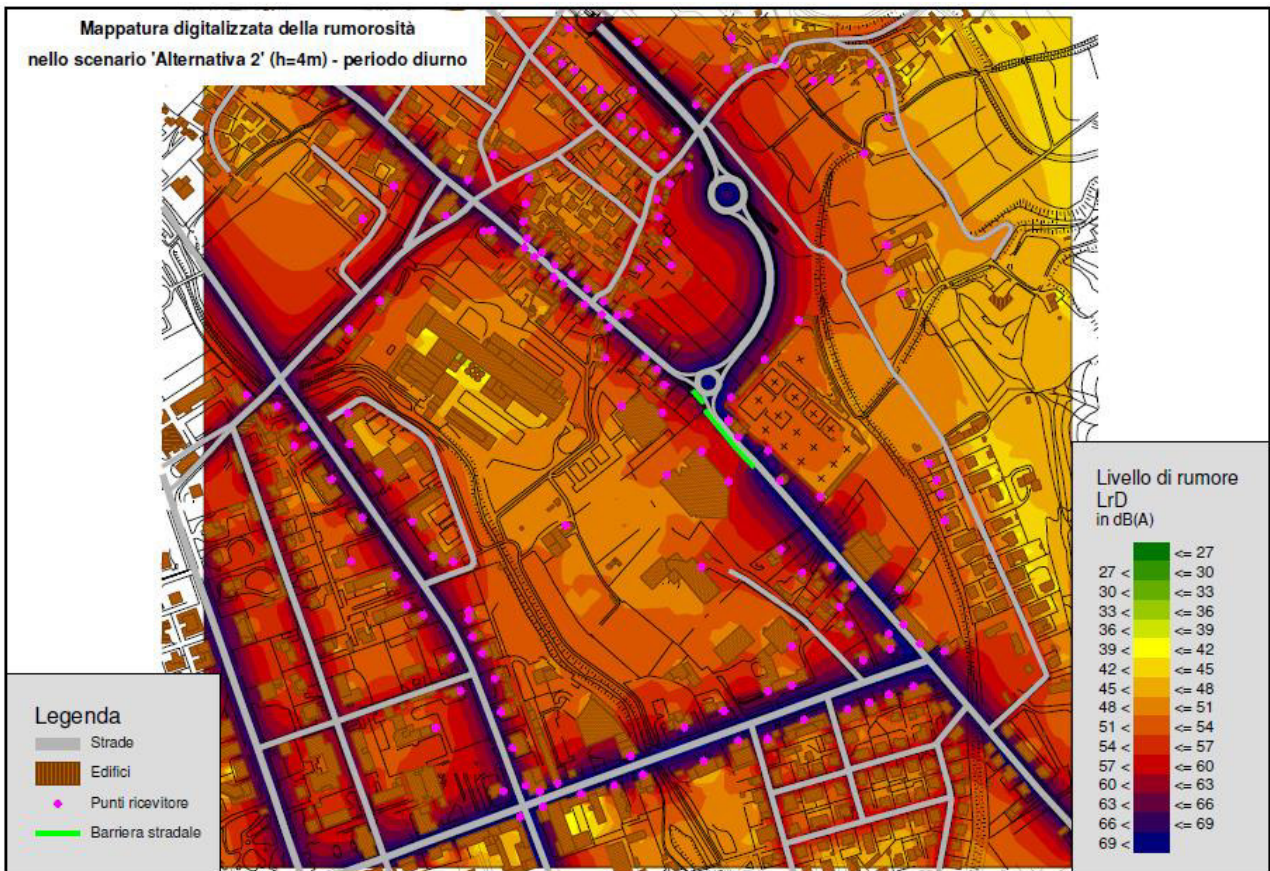 Mappatura digitalizzata della rumorosità
nello scenario 'Alternativa 2' (h=4m) - periodo diurno
Legenda
Strade
Edifici
Punti ricevitore
Barriera stradale
Livello di rumore
LrD
in dB(A)
<= 27
27 < <= 30
30 < <= 33
33 < <= 36
36 < <= 39
39 < <= 42
42 < <= 45
45 < <= 48
48 < <= 51
51 < <= 54
54 < <= 57
57 < <= 60
60 < <= 63
63 < <= 66
66 < <= 69
69 <